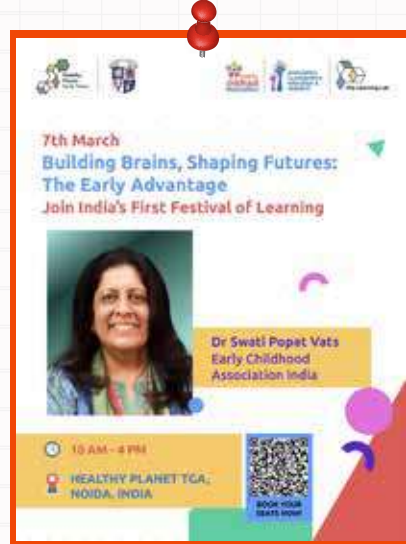 7th March
Building Brains, Shaping Futures:
The Early Advantage
Join India's First Festival of Learning
Dr Swati Popat Vats
Early Childhood
Association India
10 AM - 4 PM
HEALTHY PLANET TGA,
NOIDA, INDIA
BOOK YOUR
SEATS NOW!